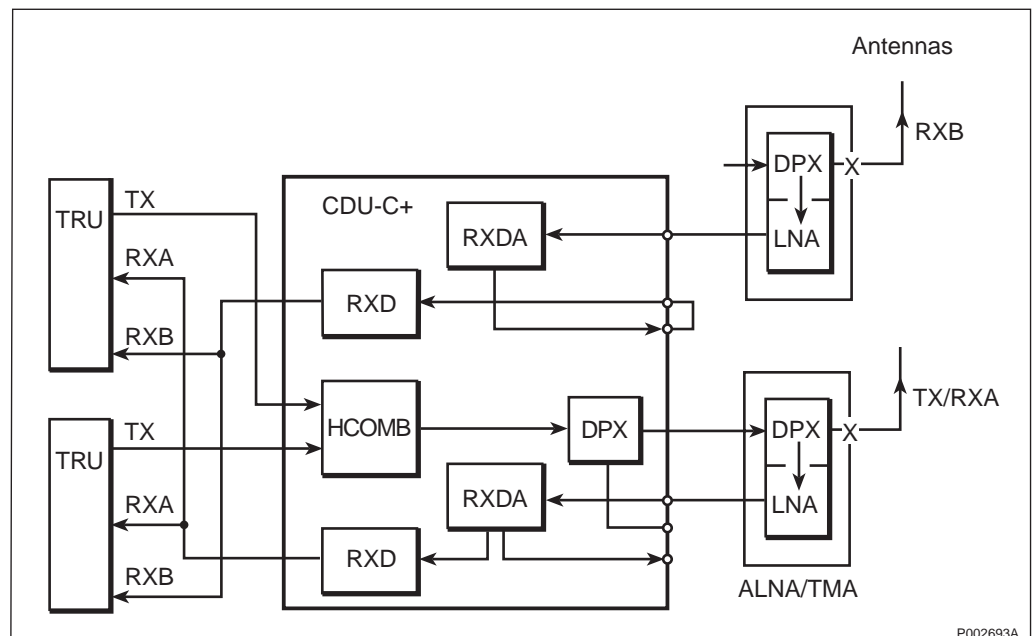 Antennas
RXB
DPX
X
LNA
TX
CDU-C+
TRU
RXDA
RXA
RXD
RXB
TX/RXA
HCOMB
DPX
DPX
X
TX
TRU
RXDA
LNA
RXA
RXD
RXB
ALNA/TMA
P002693A